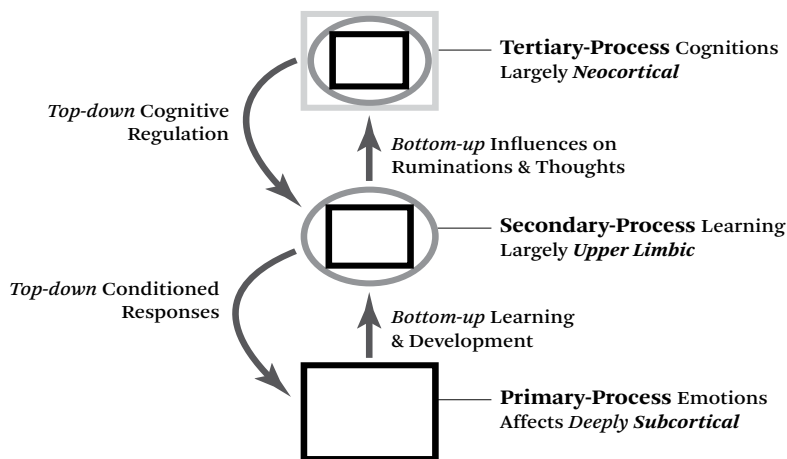 Tertiary-Process Cognitions
Largely Neocortical
Top-down Cognitive
Regulation
Bottom-up Influences on
Ruminations & Thoughts
Secondary-Process Learning
Largely Upper Limbic
Top-down Conditioned
Responses
Bottom-up Learning
& Development
Primary-Process Emotions
Affects Deeply Subcortical